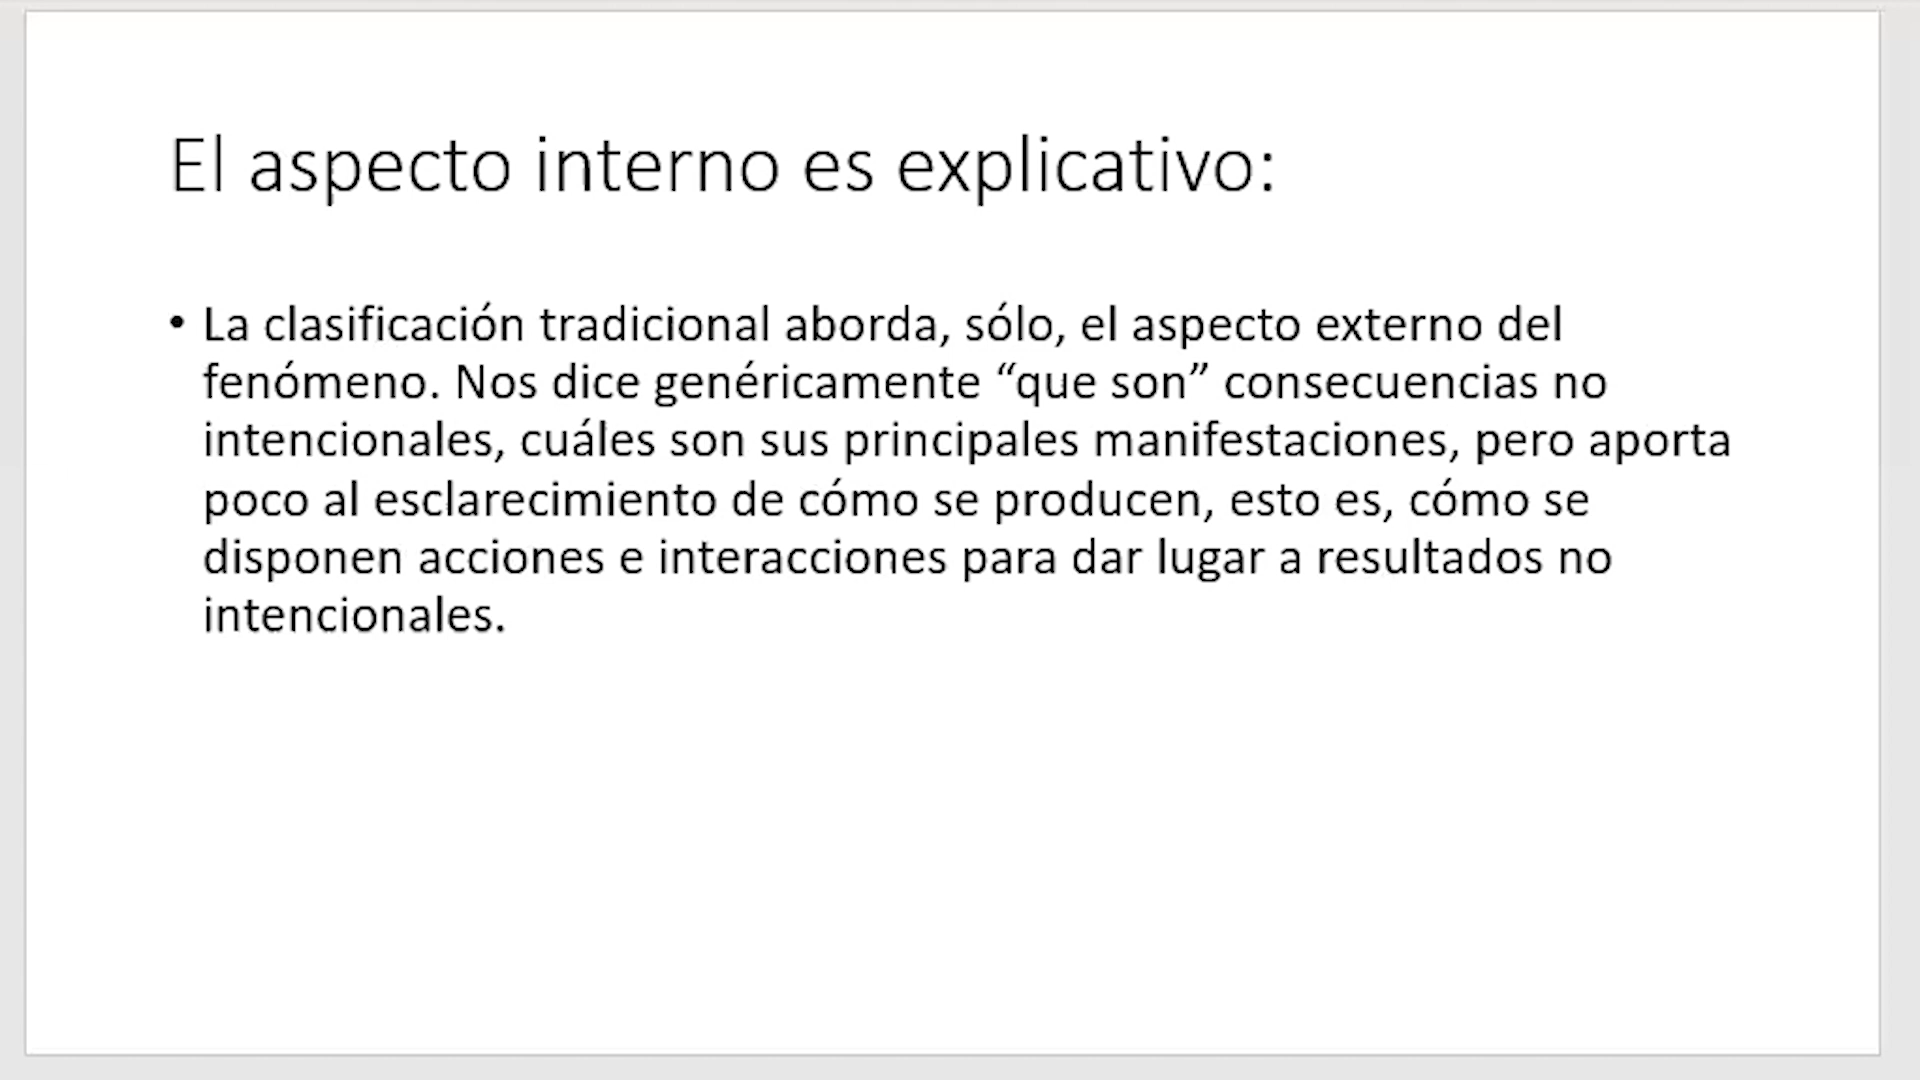 El aspecto interno es explicativo:
• La clasificación tradicional aborda, sólo, el aspecto externo del
fenómeno. Nos dice genéricamente “que son” consecuencias no
intencionales, cuáles son sus principales manifestaciones, pero aporta
poco al esclarecimiento de cómo se producen, esto es, cómo se
disponen acciones e interacciones para dar lugar a resultados no
intencionales.